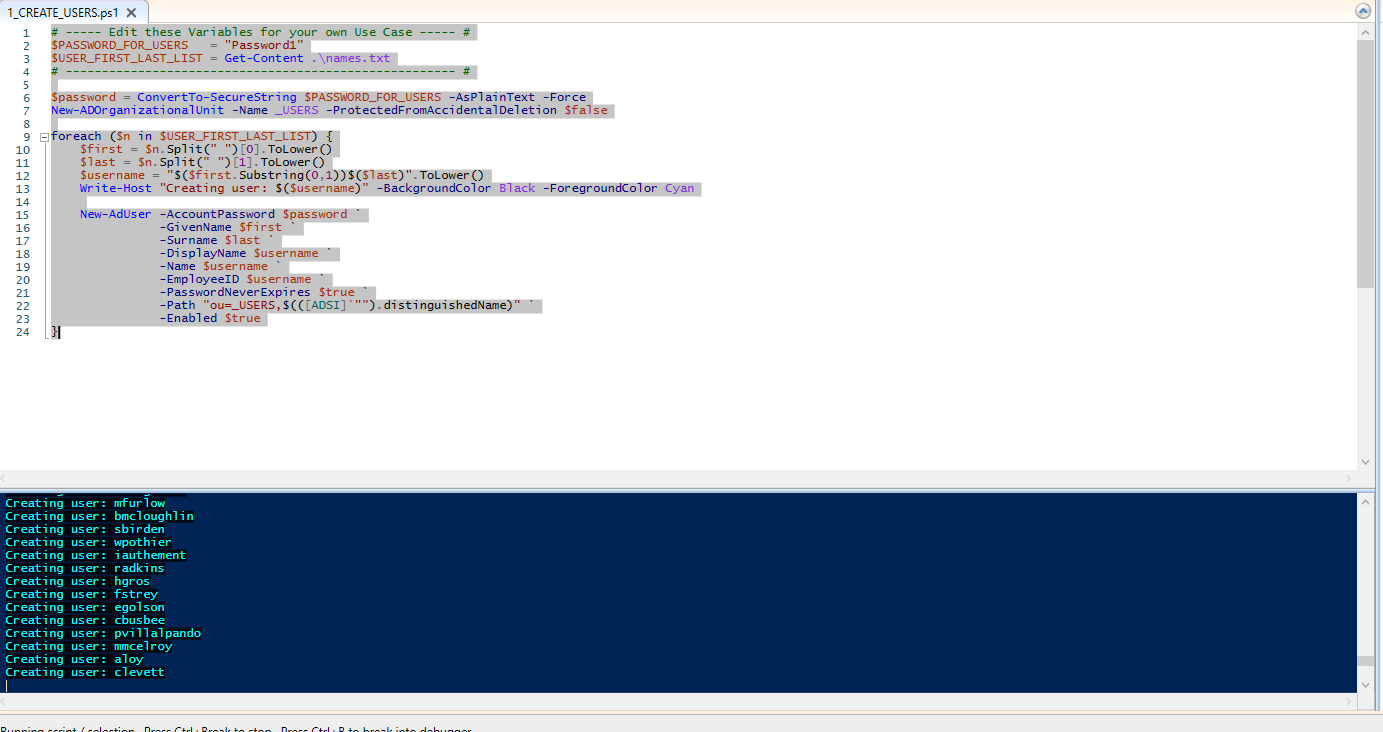 1_CREATE_USERS.ps1 X
1 # ----- Edit these Variables for your own Use Case ----- #
2 $PASSWORD_FOR_USERS   = "Password1"
3 $USER_FIRST_LAST_LIST = Get-Content .\names.txt
4 # ------------------------------------------------------ #
5
6 $password = ConvertTo-SecureString $PASSWORD_FOR_USERS -AsPlainText -Force
7 New-ADOrganizationalUnit -Name _USERS -ProtectedFromAccidentalDeletion $false
8
9 foreach ($n in $USER_FIRST_LAST_LIST) {
10     $first = $n.Split(" ")[0].ToLower()
11     $last = $n.Split(" ")[1].ToLower()
12     $username = "$($first.Substring(0,1))$($last)".ToLower()
13     Write-Host "Creating user: $($username)" -BackgroundColor Black -ForegroundColor Cyan
14
15     New-AdUser -AccountPassword $password `
16                -GivenName $first `
17                -Surname $last `
18                -DisplayName $username `
19                -Name $username `
20                -EmployeeID $username `
21                -PasswordNeverExpires $true `
22                -Path "ou=_USERS,$(([ADSI]`"").distinguishedName)" `
23                -Enabled $true
24 }
Creating user: mfurlow
Creating user: bmcloughlin
Creating user: sbirden
Creating user: wpothier
Creating user: iauthement
Creating user: radkins
Creating user: hgros
Creating user: fstrey
Creating user: egolson
Creating user: cbusbee
Creating user: pvillalpando
Creating user: mmcelroy
Creating user: aloy
Creating user: clevett
Running script / selection. Press Ctrl+Break to stop. Press Ctrl+B to break into debugger.